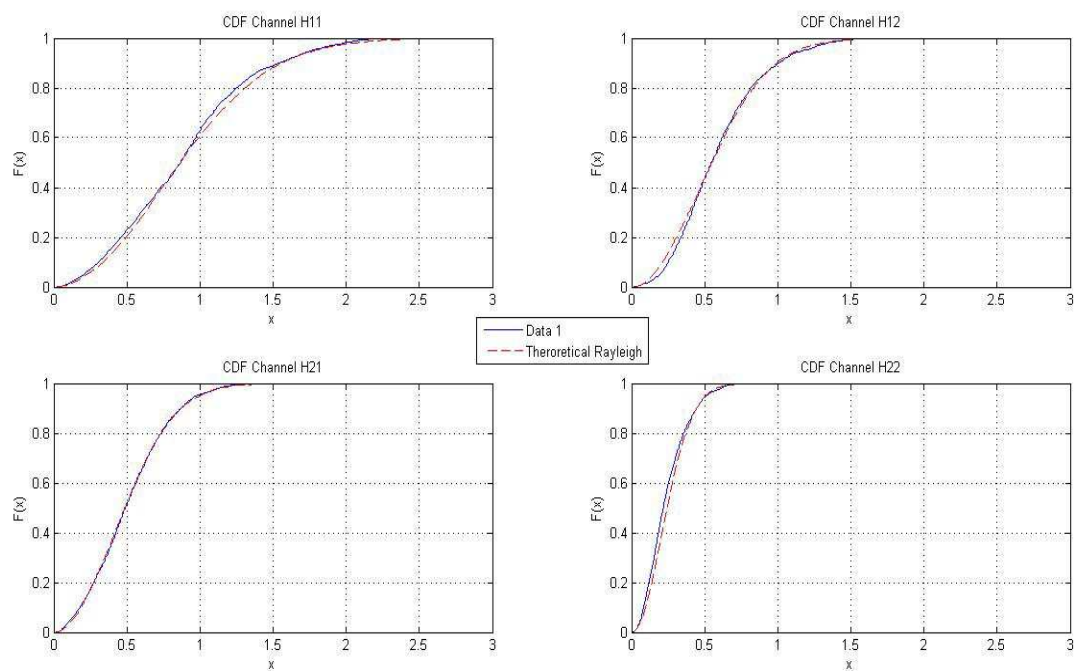 CDF Channel H11
1
0.8
0.6
0.4
0.2
0
F(x)
0 0.5 1 1.5 2 2.5 3
x
CDF Channel H12
1
0.8
0.6
0.4
0.2
0
F(x)
0 0.5 1 1.5 2 2.5 3
x
Data 1
Theroretical Rayleigh
CDF Channel H21
1
0.8
0.6
0.4
0.2
0
F(x)
0 0.5 1 1.5 2 2.5 3
x
CDF Channel H22
1
0.8
0.6
0.4
0.2
0
F(x)
0 0.5 1 1.5 2 2.5 3
x